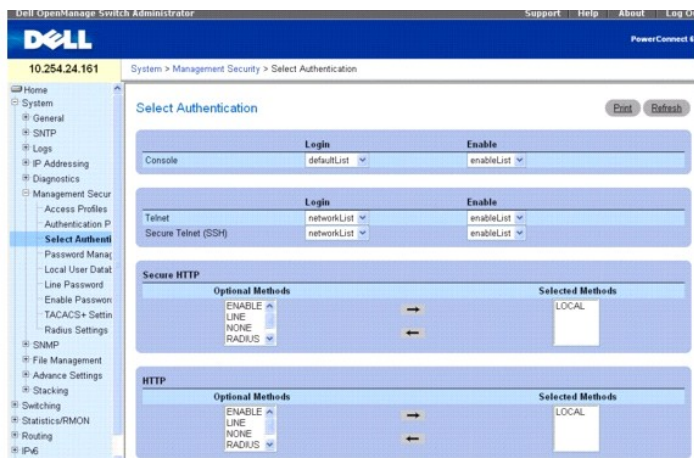 Dell OpenManage Switch Administrator
Support Help About Log O
DELL
PowerConnect 6
10.254.24.161
System > Management Security > Select Authentication
Home
System
General
SNTP
Logs
IP Addressing
Diagnostics
Management Secur
Access Profiles
Authentication P
Select Authenti
Password Manag
Local User Datab
Line Password
Enable Passwor
TACACS+ Settin
Radius Settings
SNMP
File Management
Advance Settings
Stacking
Switching
Statistics/RMON
Routing
IPv6
Select Authentication
Print Refresh
Login Enable
Console defaultList enableList
Login Enable
Telnet networkList enableList
Secure Telnet (SSH) networkList enableList
Secure HTTP
Optional Methods Selected Methods
ENABLE LOCAL
LINE
NONE
RADIUS
HTTP
Optional Methods Selected Methods
ENABLE LOCAL
LINE
NONE
RADIUS